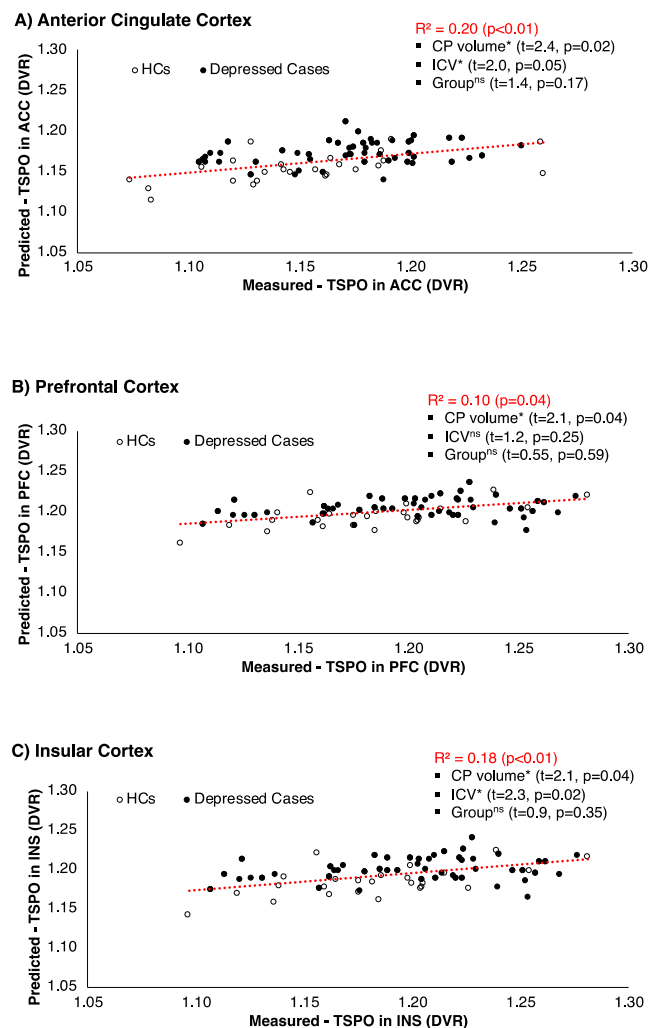 A) Anterior Cingulate Cortex
R² = 0.20 (p<0.01)
▪ CP volume* (t=2.4, p=0.02)
▪ ICV* (t=2.0, p=0.05)
▪ Groupⁿˢ (t=1.4, p=0.17)
○ HCs ● Depressed Cases
Predicted - TSPO in ACC (DVR)
1.30
1.25
1.20
1.15
1.10
1.05
1.05 1.10 1.15 1.20 1.25 1.30
Measured - TSPO in ACC (DVR)
B) Prefrontal Cortex
R² = 0.10 (p=0.04)
▪ CP volume* (t=2.1, p=0.04)
▪ ICVⁿˢ (t=1.2, p=0.25)
▪ Groupⁿˢ (t=0.55, p=0.59)
○ HCs ● Depressed Cases
Predicted - TSPO in PFC (DVR)
1.30
1.25
1.20
1.15
1.10
1.05
1.05 1.10 1.15 1.20 1.25 1.30
Measured - TSPO in PFC (DVR)
C) Insular Cortex
R² = 0.18 (p<0.01)
▪ CP volume* (t=2.1, p=0.04)
▪ ICV* (t=2.3, p=0.02)
▪ Groupⁿˢ (t=0.9, p=0.35)
○ HCs ● Depressed Cases
Predicted - TSPO in INS (DVR)
1.30
1.25
1.20
1.15
1.10
1.05
1.05 1.10 1.15 1.20 1.25 1.30
Measured - TSPO in INS (DVR)